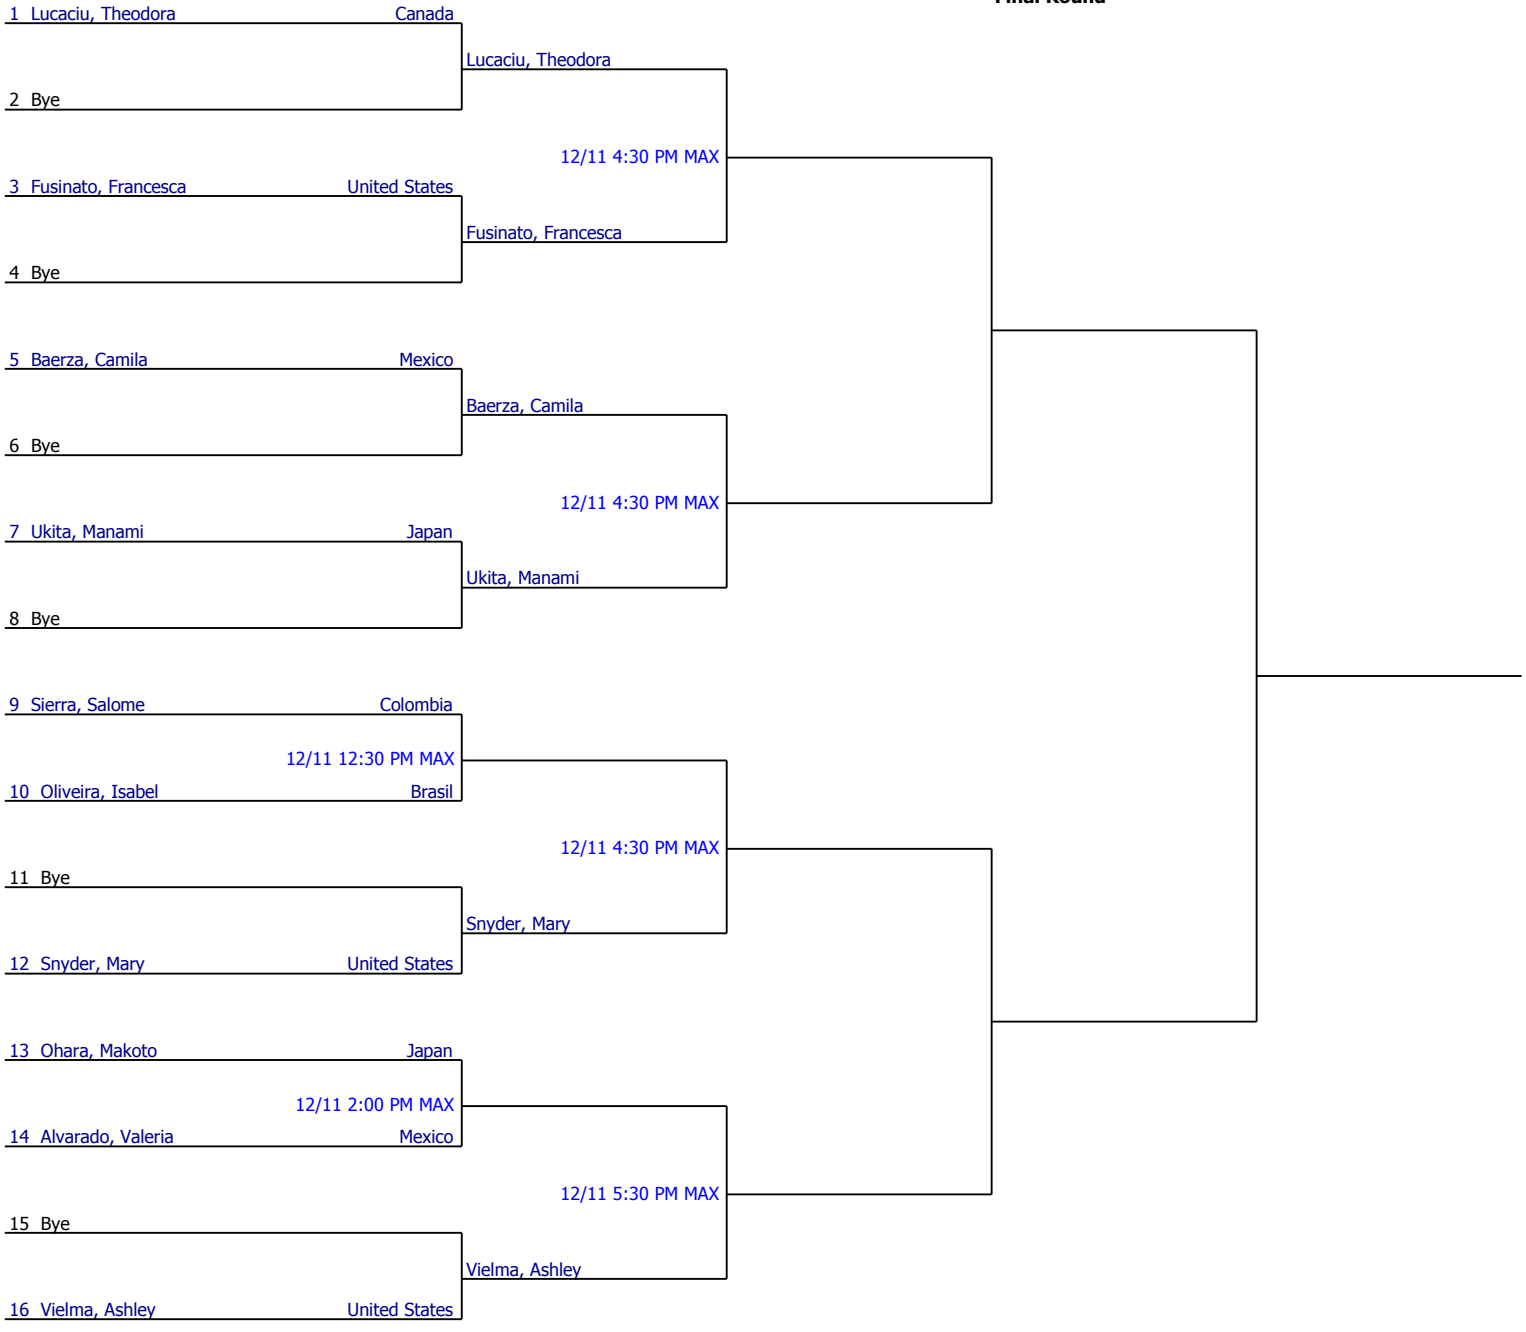 Final Round
1 Lucaciu, Theodora Canada
Lucaciu, Theodora
2 Bye
12/11 4:30 PM MAX
3 Fusinato, Francesca United States
Fusinato, Francesca
4 Bye
5 Baerza, Camila Mexico
Baerza, Camila
6 Bye
12/11 4:30 PM MAX
7 Ukita, Manami Japan
Ukita, Manami
8 Bye
9 Sierra, Salome Colombia
12/11 12:30 PM MAX
10 Oliveira, Isabel Brasil
12/11 4:30 PM MAX
11 Bye
Snyder, Mary
12 Snyder, Mary United States
13 Ohara, Makoto Japan
12/11 2:00 PM MAX
14 Alvarado, Valeria Mexico
12/11 5:30 PM MAX
15 Bye
Vielma, Ashley
16 Vielma, Ashley United States